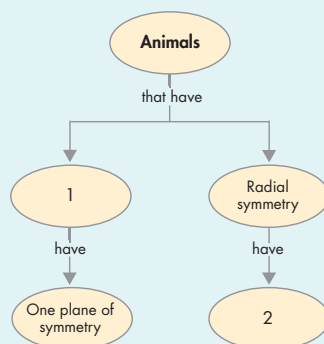 Animals
that have
1
Radial
symmetry
have
have
One plane of
symmetry
2